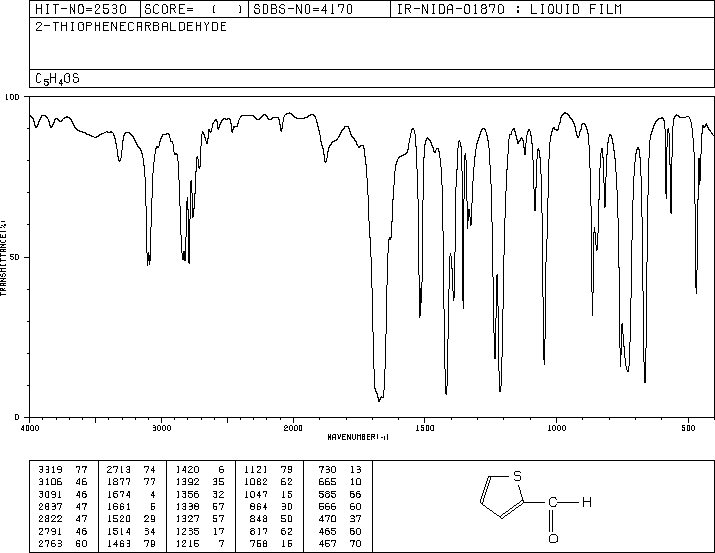 HIT-NO=2530 SCORE= ( ) SDBS-NO=4170 IR-NIDA-01870 : LIQUID FILM
2-THIOPHENECARBALDEHYDE
C5H4OS
100
50
0
TRANSMITTANCE(%)
4000 3000 2000 1500 1000 500
WAVENUMBER(-1)
3319 77 2713 74 1420 6 1121 79 730 13
3106 46 1877 77 1392 35 1082 62 665 10
3091 46 1674 4 1356 32 1047 15 585 66
2837 47 1661 5 1338 57 864 30 566 60
2822 47 1520 29 1327 57 848 50 470 37
2791 46 1514 34 1235 17 817 62 465 60
2763 60 1463 79 1215 7 758 15 457 70
S
C H
O